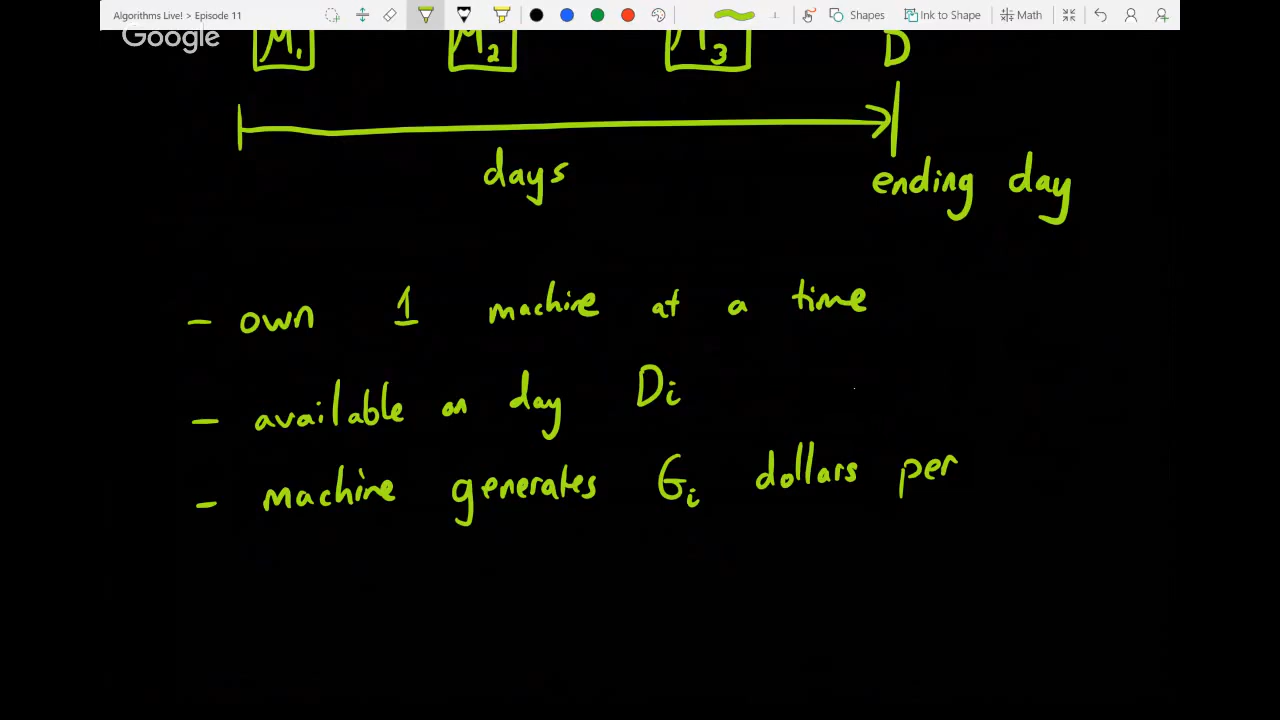 Algorithms Live! > Episode 11 Shapes Ink to Shape Math
Google
M1 M2 M3 D
days
ending day
- own 1 machine at a time
- available on day Di
- machine generates Gi dollars per